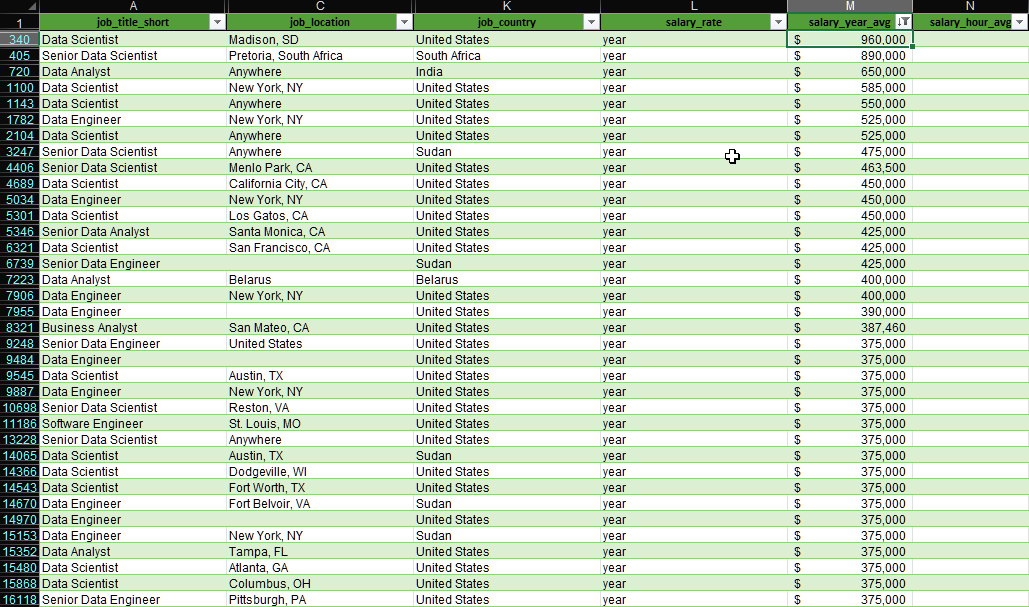 A C K L M N
1 job_title_short job_location job_country salary_rate salary_year_avg salary_hour_avg
340 Data Scientist Madison, SD United States year $ 960,000
405 Senior Data Scientist Pretoria, South Africa South Africa year $ 890,000
720 Data Analyst Anywhere India year $ 650,000
1100 Data Scientist New York, NY United States year $ 585,000
1143 Data Scientist Anywhere United States year $ 550,000
1782 Data Engineer New York, NY United States year $ 525,000
2104 Data Scientist Anywhere United States year $ 525,000
3247 Senior Data Scientist Anywhere Sudan year $ 475,000
4406 Senior Data Scientist Menlo Park, CA United States year $ 463,500
4689 Data Scientist California City, CA United States year $ 450,000
5034 Data Engineer New York, NY United States year $ 450,000
5301 Data Scientist Los Gatos, CA United States year $ 450,000
5346 Senior Data Analyst Santa Monica, CA United States year $ 425,000
6321 Data Scientist San Francisco, CA United States year $ 425,000
6739 Senior Data Engineer Sudan year $ 425,000
7223 Data Analyst Belarus Belarus year $ 400,000
7906 Data Engineer New York, NY United States year $ 400,000
7955 Data Engineer United States year $ 390,000
8321 Business Analyst San Mateo, CA United States year $ 387,460
9248 Senior Data Engineer United States United States year $ 375,000
9484 Data Engineer United States year $ 375,000
9545 Data Scientist Austin, TX United States year $ 375,000
9887 Data Engineer New York, NY United States year $ 375,000
10698 Senior Data Scientist Reston, VA United States year $ 375,000
11186 Software Engineer St. Louis, MO United States year $ 375,000
13228 Senior Data Scientist Anywhere United States year $ 375,000
14065 Data Scientist Austin, TX Sudan year $ 375,000
14366 Data Scientist Dodgeville, WI United States year $ 375,000
14543 Data Scientist Fort Worth, TX United States year $ 375,000
14670 Data Engineer Fort Belvoir, VA Sudan year $ 375,000
14970 Data Engineer United States year $ 375,000
15153 Data Engineer New York, NY Sudan year $ 375,000
15352 Data Analyst Tampa, FL United States year $ 375,000
15480 Data Scientist Atlanta, GA United States year $ 375,000
15868 Data Scientist Columbus, OH United States year $ 375,000
16118 Senior Data Engineer Pittsburgh, PA United States year $ 375,000